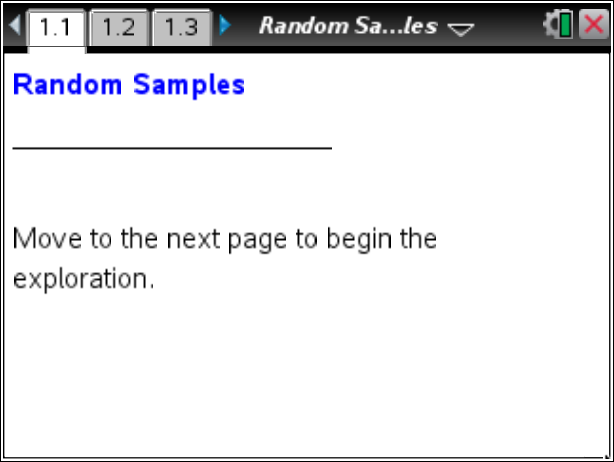 1.1 1.2 1.3 Random Sa...les
Random Samples
Move to the next page to begin the
exploration.